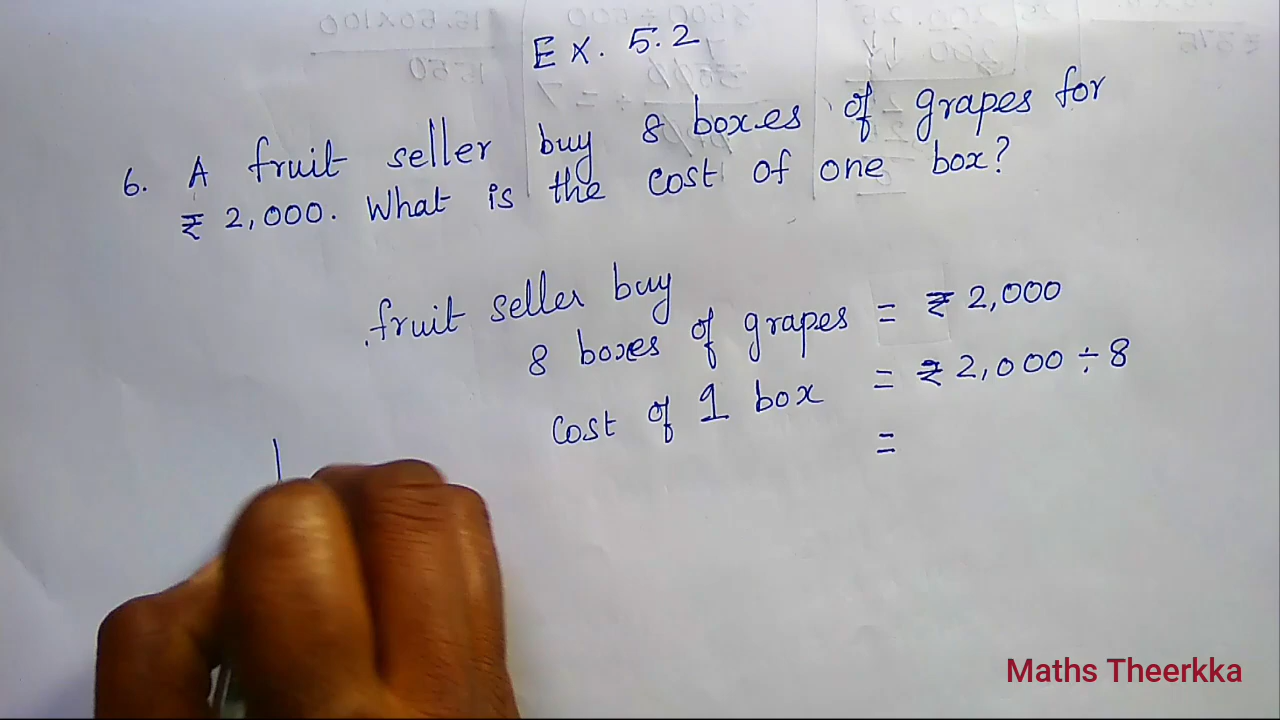 Ex. 5.2
6. A fruit seller buy 8 boxes of grapes for
₹ 2,000. What is the cost of one box?
fruit seller buy
8 boxes of grapes = ₹ 2,000
Cost of 1 box = ₹ 2,000 ÷ 8
=
Maths Theerkka